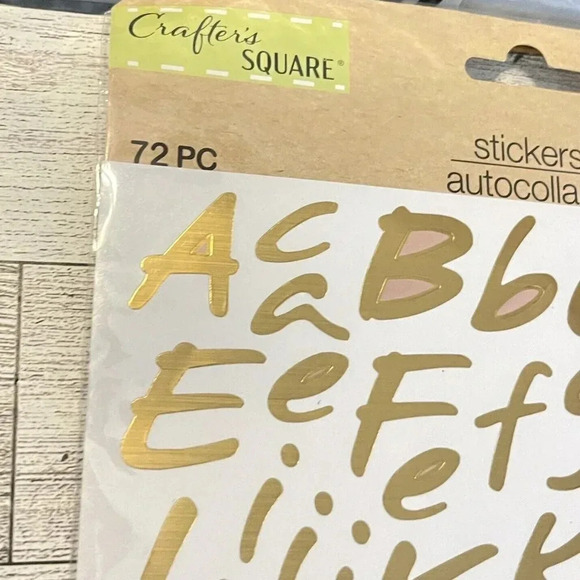 Crafter's
SQUARE®
72 PC
stickers
autocolla
A c a B b
E e F f
e
i
K